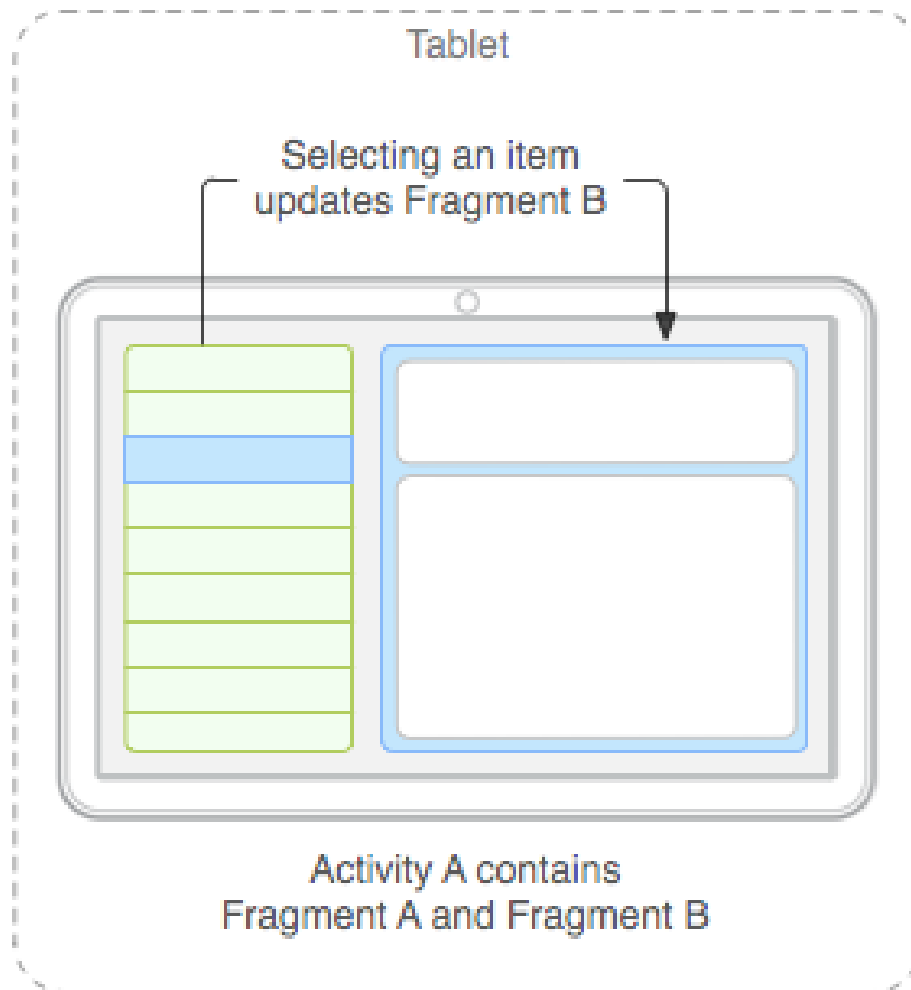 Tablet
Selecting an item
updates Fragment B
Activity A contains
Fragment A and Fragment B